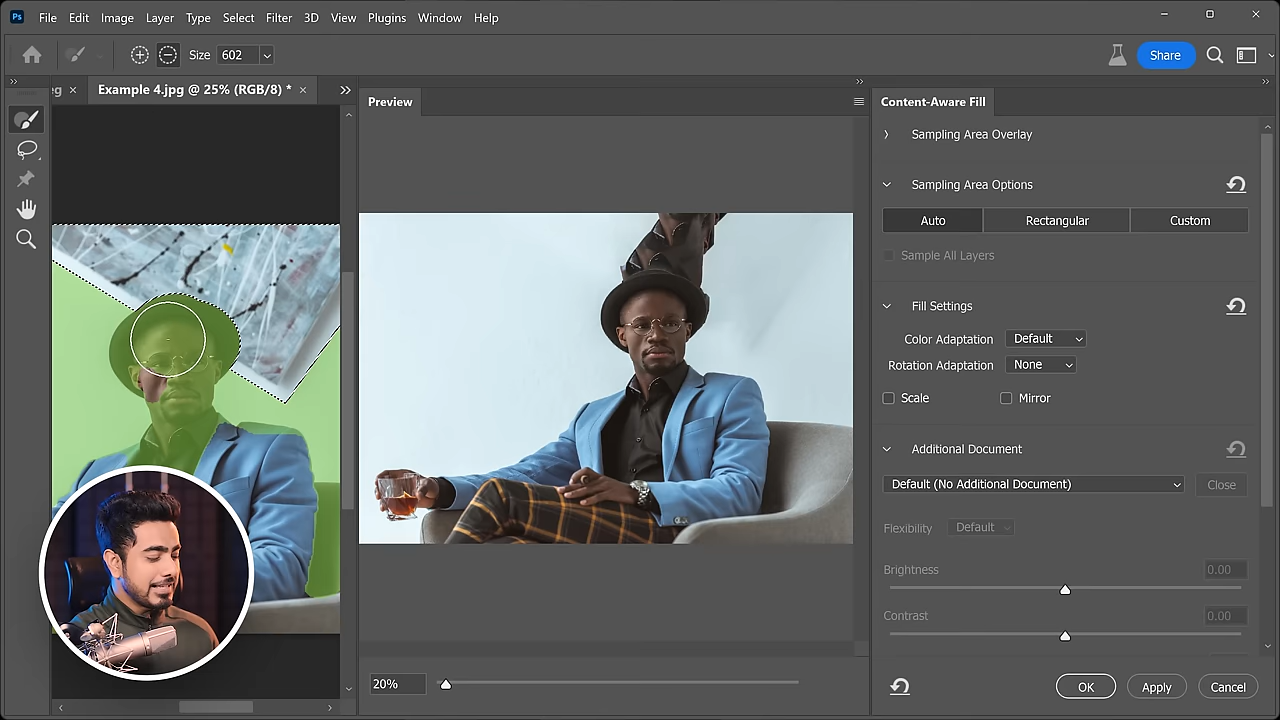 Ps File Edit Image Layer Type Select Filter 3D View Plugins Window Help
Size 602 Share
eg × Example 4.jpg @ 25% (RGB/8) * ×
Preview
Content-Aware Fill
Sampling Area Overlay
Sampling Area Options
Auto Rectangular Custom
Sample All Layers
Fill Settings
Color Adaptation Default
Rotation Adaptation None
Scale Mirror
Additional Document
Default (No Additional Document) Close
Flexibility Default
Brightness 0.00
Contrast 0.00
20%
OK Apply Cancel